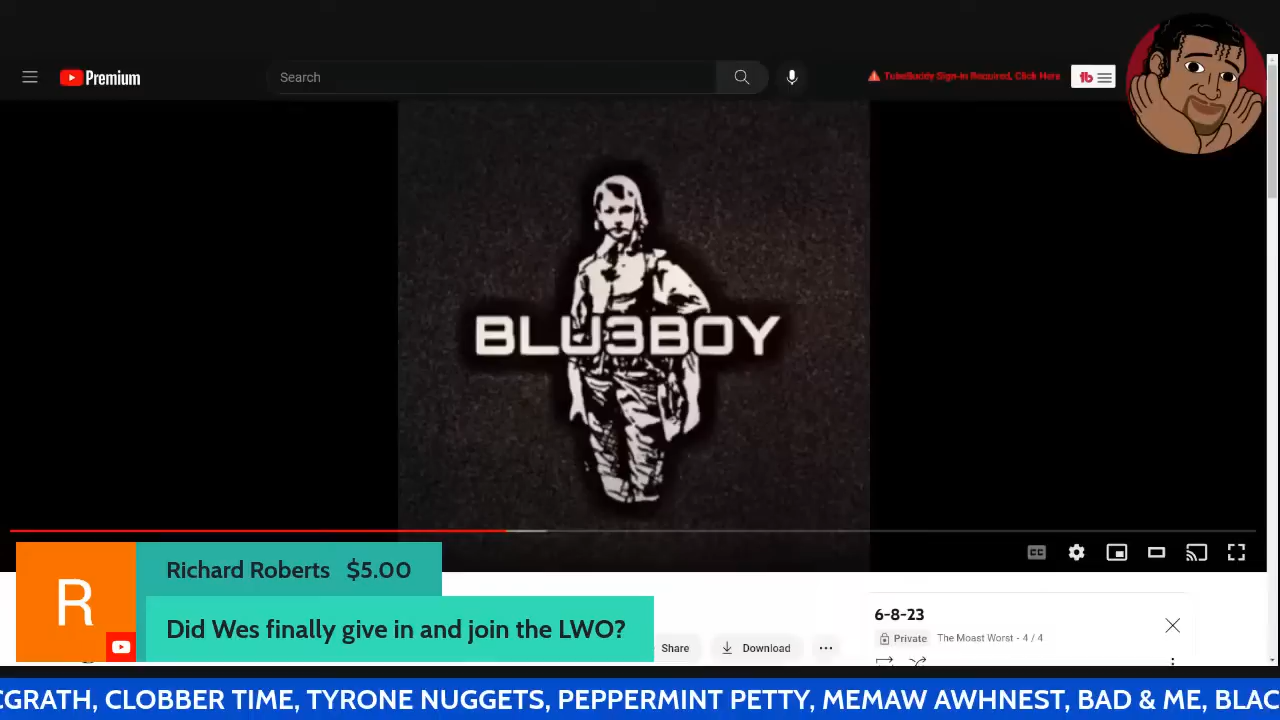 Premium
Search
TubeBuddy Sign-in Required, Click Here
tb
BLU3BOY
CC
R
Richard Roberts $5.00
Did Wes finally give in and join the LWO?
Share
Download
6-8-23
Private The Moast Worst - 4 / 4
CGRATH, CLOBBER TIME, TYRONE NUGGETS, PEPPERMINT PETTY, MEMAW AWHNEST, BAD & ME, BLAC